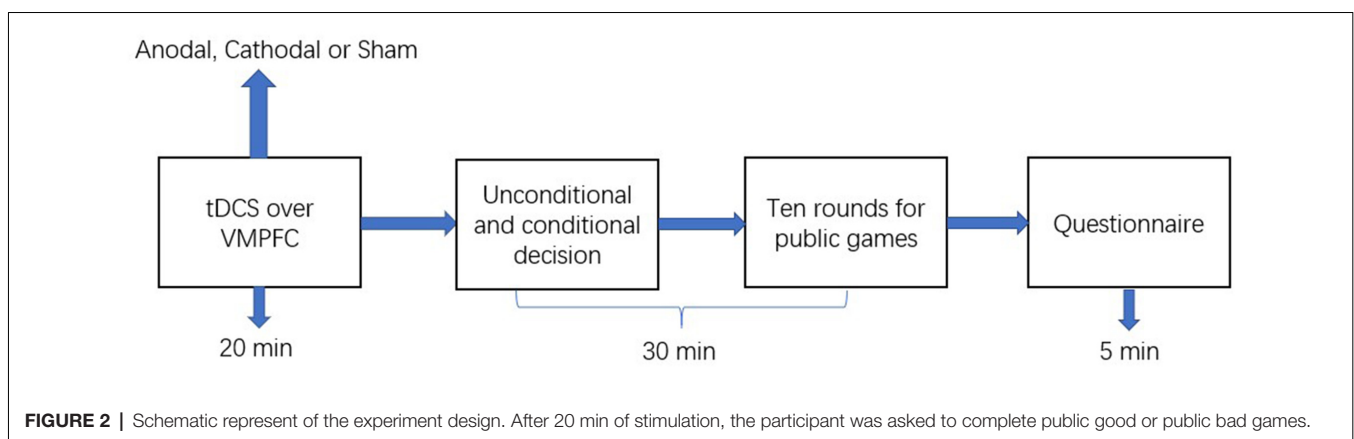 Anodal, Cathodal or Sham
tDCS over
VMPFC
Unconditional
and conditional
decision
Ten rounds for
public games
Questionnaire
20 min
30 min
5 min
FIGURE 2 | Schematic represent of the experiment design. After 20 min of stimulation, the participant was asked to complete public good or public bad games.